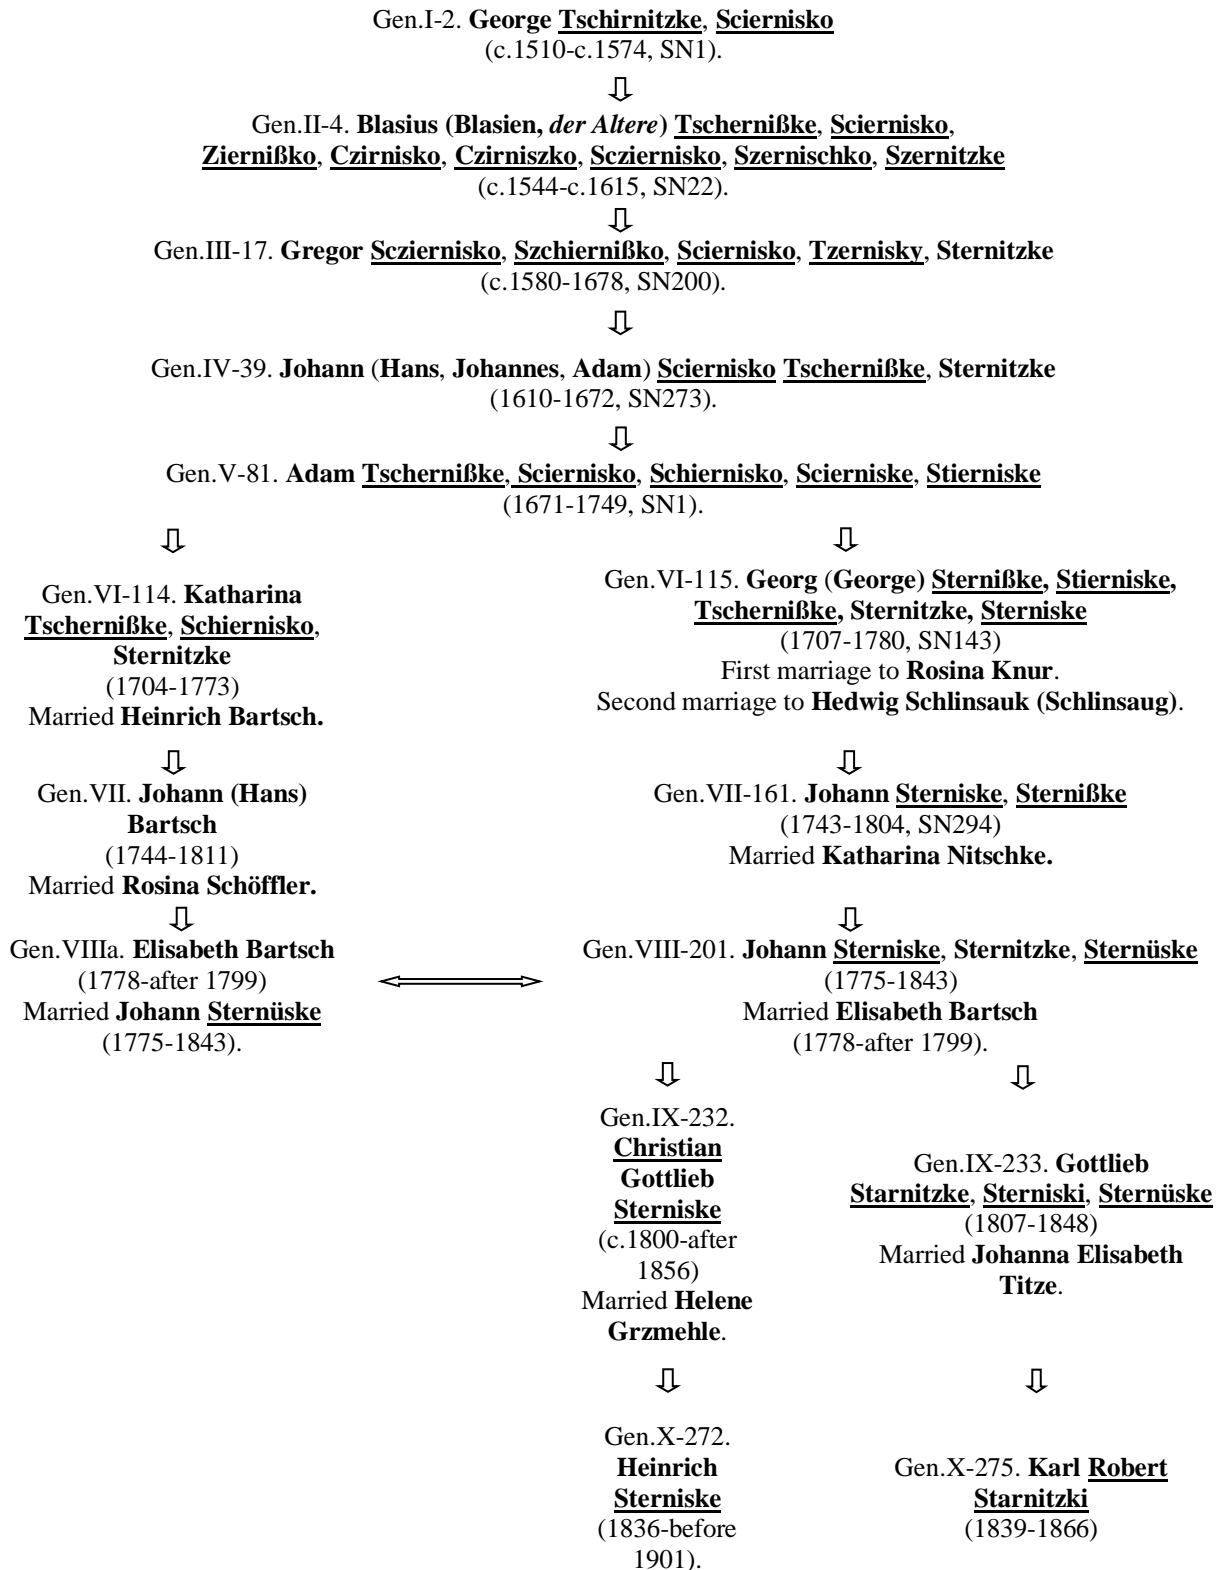 Gen.I-2. George Tschirnitzke, Sciernisko
(c.1510-c.1574, SN1).
Gen.II-4. Blasius (Blasien, der Altere) Tschernißke, Sciernisko,
Ziernißko, Czirnisko, Czirniszko, Scziernisko, Szernischko, Szernitzke
(c.1544-c.1615, SN22).
Gen.III-17. Gregor Scziernisko, Szchiernißko, Sciernisko, Tzernisky, Sternitzke
(c.1580-1678, SN200).
Gen.IV-39. Johann (Hans, Johannes, Adam) Sciernisko Tschernißke, Sternitzke
(1610-1672, SN273).
Gen.V-81. Adam Tschernißke, Sciernisko, Schiernisko, Scierniske, Stierniske
(1671-1749, SN1).
Gen.VI-114. Katharina
Tschernißke, Schiernisko,
Sternitzke
(1704-1773)
Married Heinrich Bartsch.
Gen.VI-115. Georg (George) Sternißke, Stierniske,
Tschernißke, Sternitzke, Sterniske
(1707-1780, SN143)
First marriage to Rosina Knur.
Second marriage to Hedwig Schlinsauk (Schlinsaug).
Gen.VII. Johann (Hans)
Bartsch
(1744-1811)
Married Rosina Schöffler.
Gen.VII-161. Johann Sterniske, Sternißke
(1743-1804, SN294)
Married Katharina Nitschke.
Gen.VIIIa. Elisabeth Bartsch
(1778-after 1799)
Married Johann Sternüske
(1775-1843).
Gen.VIII-201. Johann Sterniske, Sternitzke, Sternüske
(1775-1843)
Married Elisabeth Bartsch
(1778-after 1799).
Gen.IX-232.
Christian
Gottlieb
Sterniske
(c.1800-after
1856)
Married Helene
Grzmehle.
Gen.IX-233. Gottlieb
Starnitzke, Sterniski, Sternüske
(1807-1848)
Married Johanna Elisabeth
Titze.
Gen.X-272.
Heinrich
Sterniske
(1836-before
1901).
Gen.X-275. Karl Robert
Starnitzki
(1839-1866)